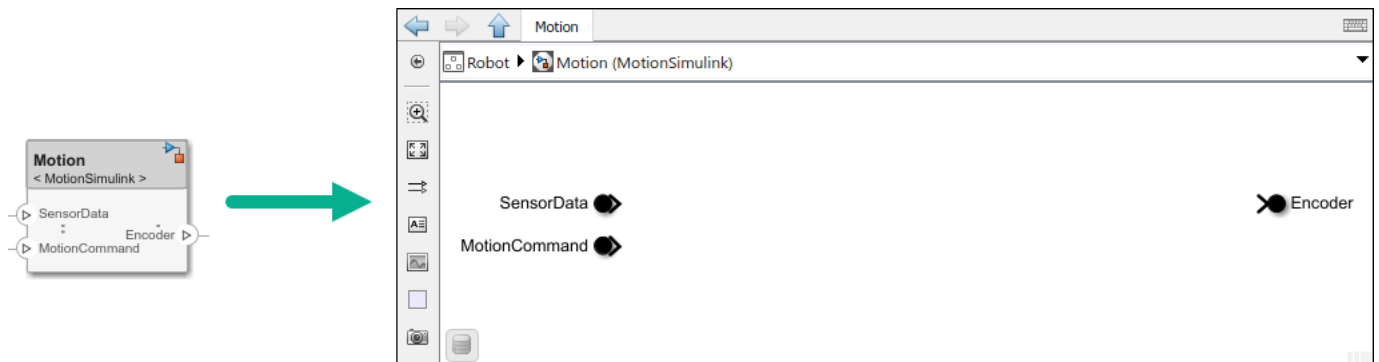 Motion
< MotionSimulink >
SensorData
Encoder
MotionCommand
Motion
Robot Motion (MotionSimulink)
SensorData
Encoder
MotionCommand